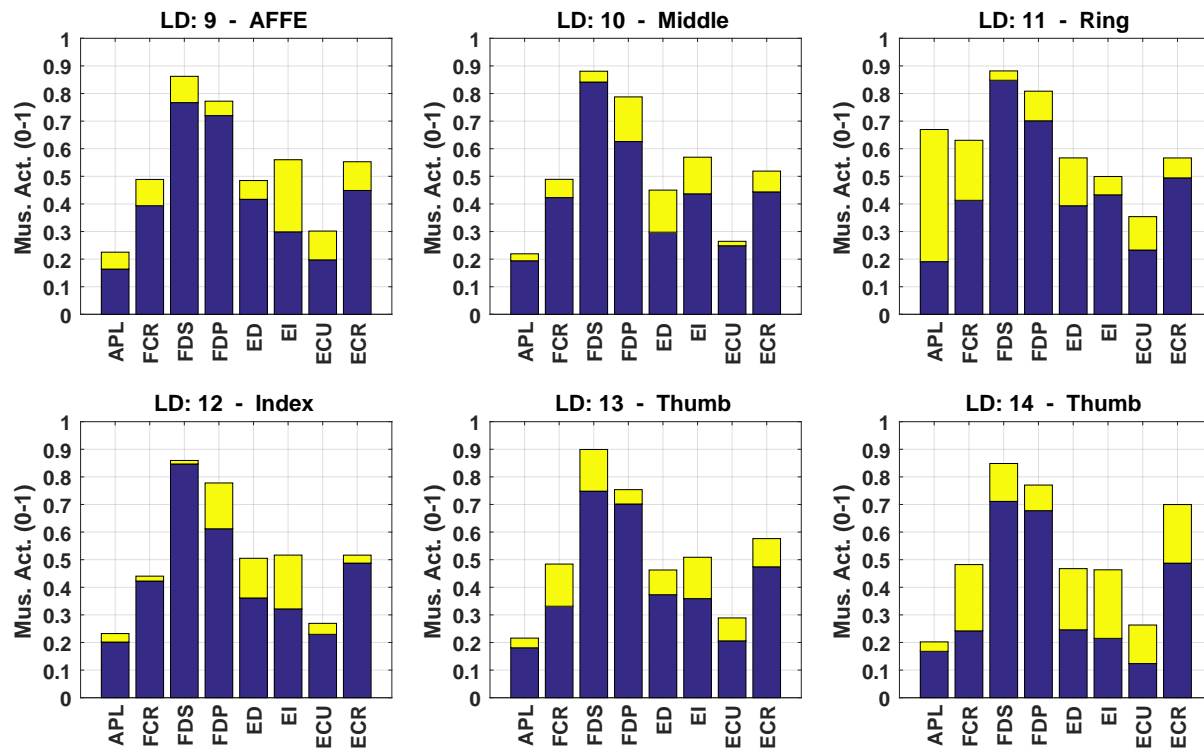 LD: 9 - AFFE
Mus. Act. (0-1)
1
0.9
0.8
0.7
0.6
0.5
0.4
0.3
0.2
0.1
0
APL
FCR
FDS
FDP
ED
EI
ECU
ECR
LD: 10 - Middle
Mus. Act. (0-1)
1
0.9
0.8
0.7
0.6
0.5
0.4
0.3
0.2
0.1
0
APL
FCR
FDS
FDP
ED
EI
ECU
ECR
LD: 11 - Ring
Mus. Act. (0-1)
1
0.9
0.8
0.7
0.6
0.5
0.4
0.3
0.2
0.1
0
APL
FCR
FDS
FDP
ED
EI
ECU
ECR
LD: 12 - Index
Mus. Act. (0-1)
1
0.9
0.8
0.7
0.6
0.5
0.4
0.3
0.2
0.1
0
APL
FCR
FDS
FDP
ED
EI
ECU
ECR
LD: 13 - Thumb
Mus. Act. (0-1)
1
0.9
0.8
0.7
0.6
0.5
0.4
0.3
0.2
0.1
0
APL
FCR
FDS
FDP
ED
EI
ECU
ECR
LD: 14 - Thumb
Mus. Act. (0-1)
1
0.9
0.8
0.7
0.6
0.5
0.4
0.3
0.2
0.1
0
APL
FCR
FDS
FDP
ED
EI
ECU
ECR